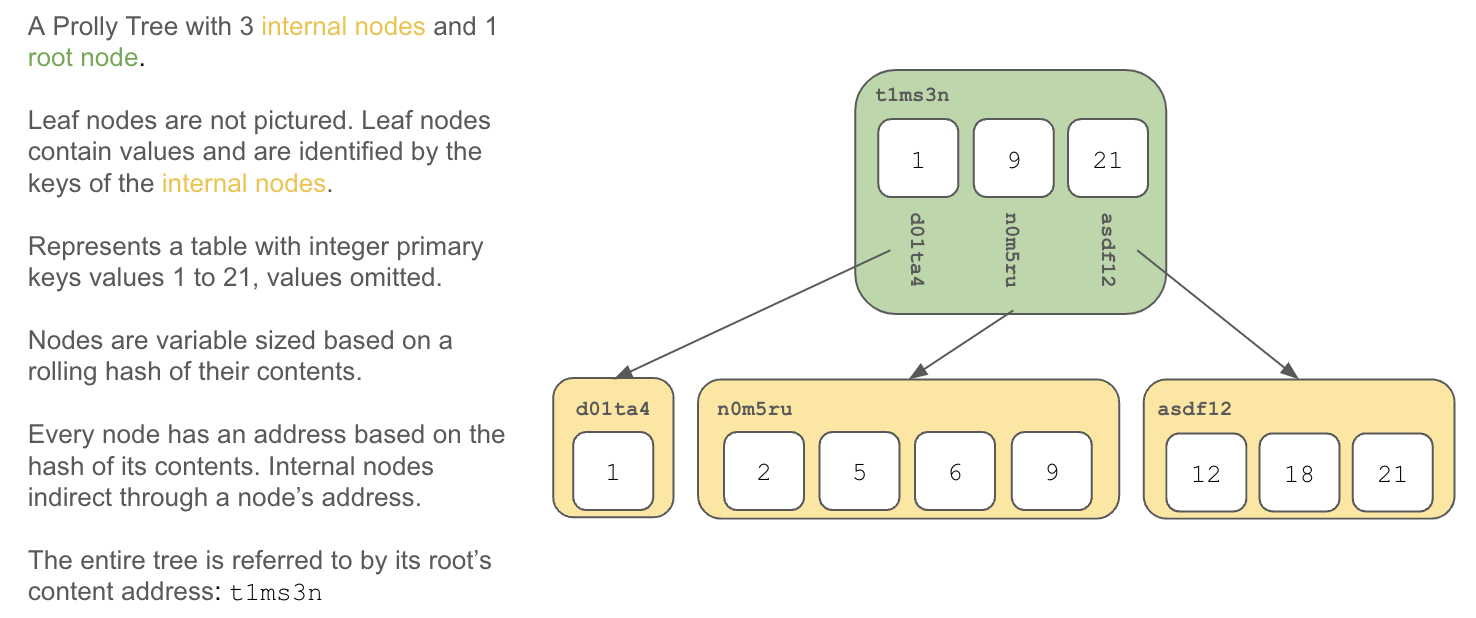 A Prolly Tree with 3 internal nodes and 1
root node.
Leaf nodes are not pictured. Leaf nodes
contain values and are identified by the
keys of the internal nodes.
Represents a table with integer primary
keys values 1 to 21, values omitted.
Nodes are variable sized based on a
rolling hash of their contents.
Every node has an address based on the
hash of its contents. Internal nodes
indirect through a node’s address.
The entire tree is referred to by its root’s
content address: t1ms3n
t1ms3n
1 9 21
d01ta4 n0m5ru asdf12
d01ta4
1
n0m5ru
2 5 6 9
asdf12
12 18 21